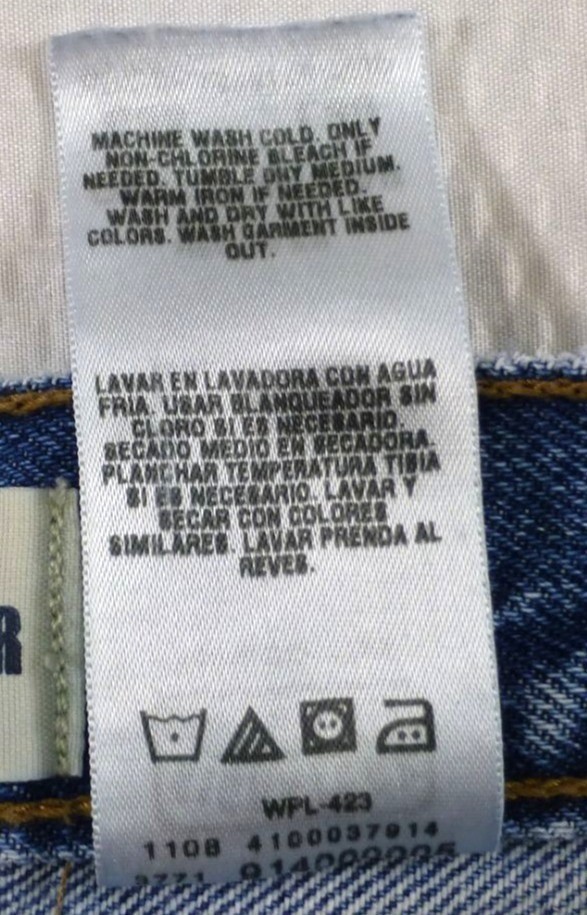 MACHINE WASH COLD. ONLY
NON-CHLORINE BLEACH IF
NEEDED. TUMBLE DRY MEDIUM.
WARM IRON IF NEEDED.
WASH AND DRY WITH LIKE
COLORS. WASH GARMENT INSIDE
OUT.
LAVAR EN LAVADORA CON AGUA
FRIA. USAR BLANQUEADOR SIN
CLORO SI ES NECESARIO.
SECADO MEDIO EN SECADORA.
PLANCHAR TEMPERATURA TIBIA
SI ES NECESARIO. LAVAR Y
SECAR CON COLORES
SIMILARES. LAVAR PRENDA AL
REVES.
R
WPL-423
1108 4100037914
3771